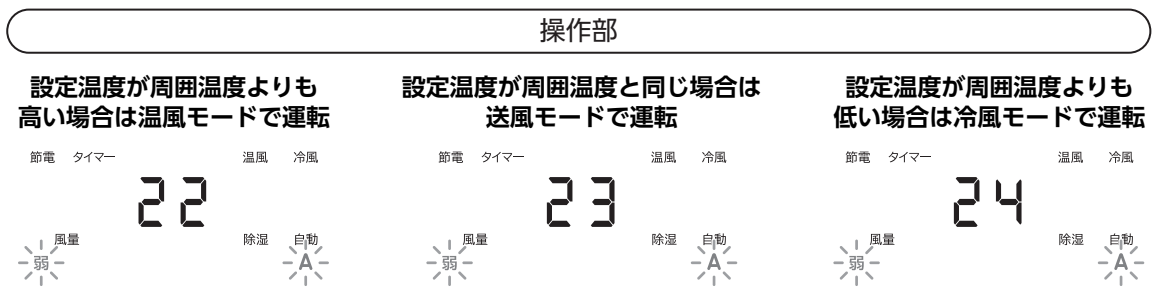 操作部
設定温度が周囲温度よりも
高い場合は温風モードで運転
節電 タイマー 温風 冷風
22
風量 除湿 自動
弱 A
設定温度が周囲温度と同じ場合は
送風モードで運転
節電 タイマー 温風 冷風
23
風量 除湿 自動
弱 A
設定温度が周囲温度よりも
低い場合は冷風モードで運転
節電 タイマー 温風 冷風
24
風量 除湿 自動
弱 A